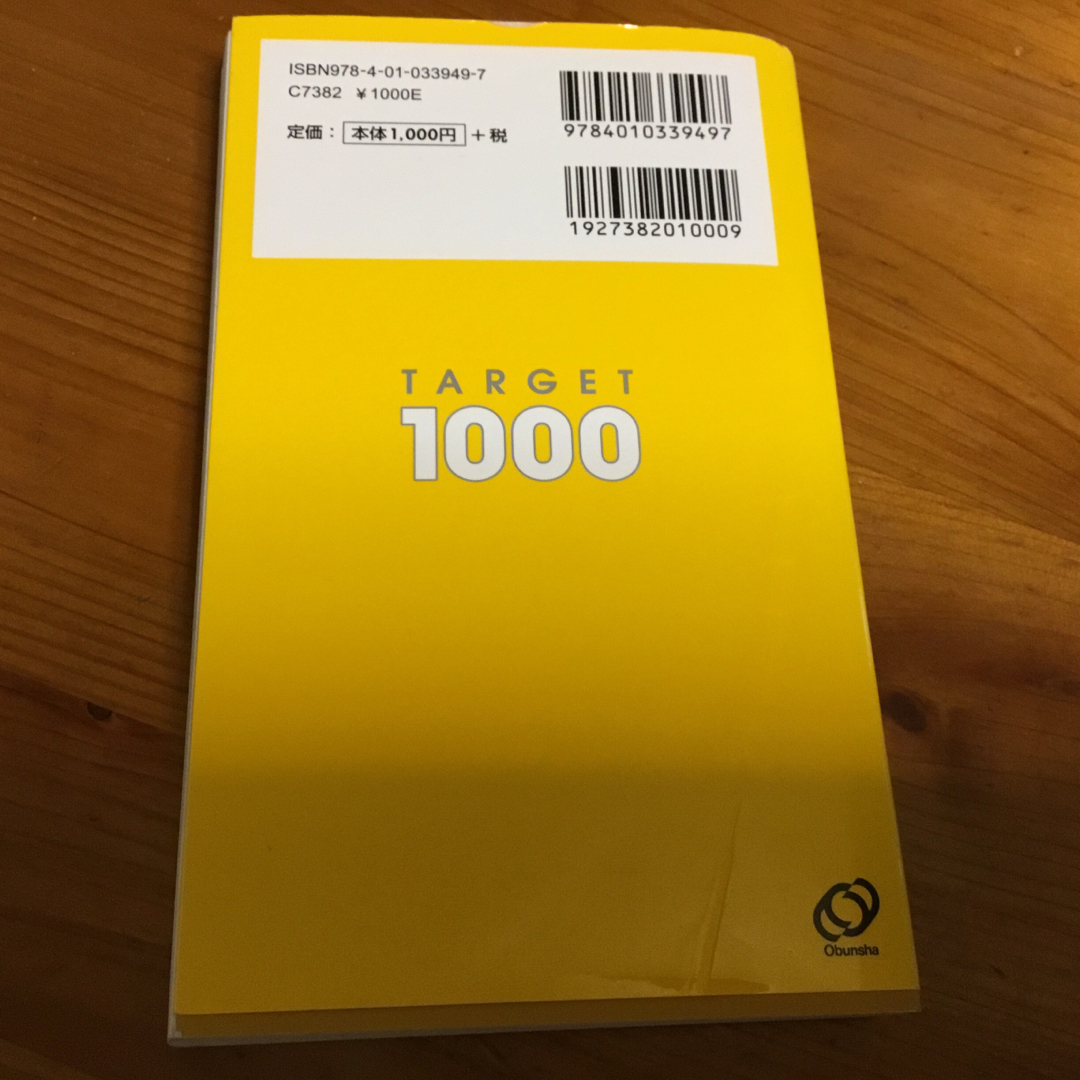 ISBN978-4-01-033949-7
C7382 ¥1000E
定価： 本体1,000円 +税
9784010339497
1927382010009
TARGET
1000
Obunsha